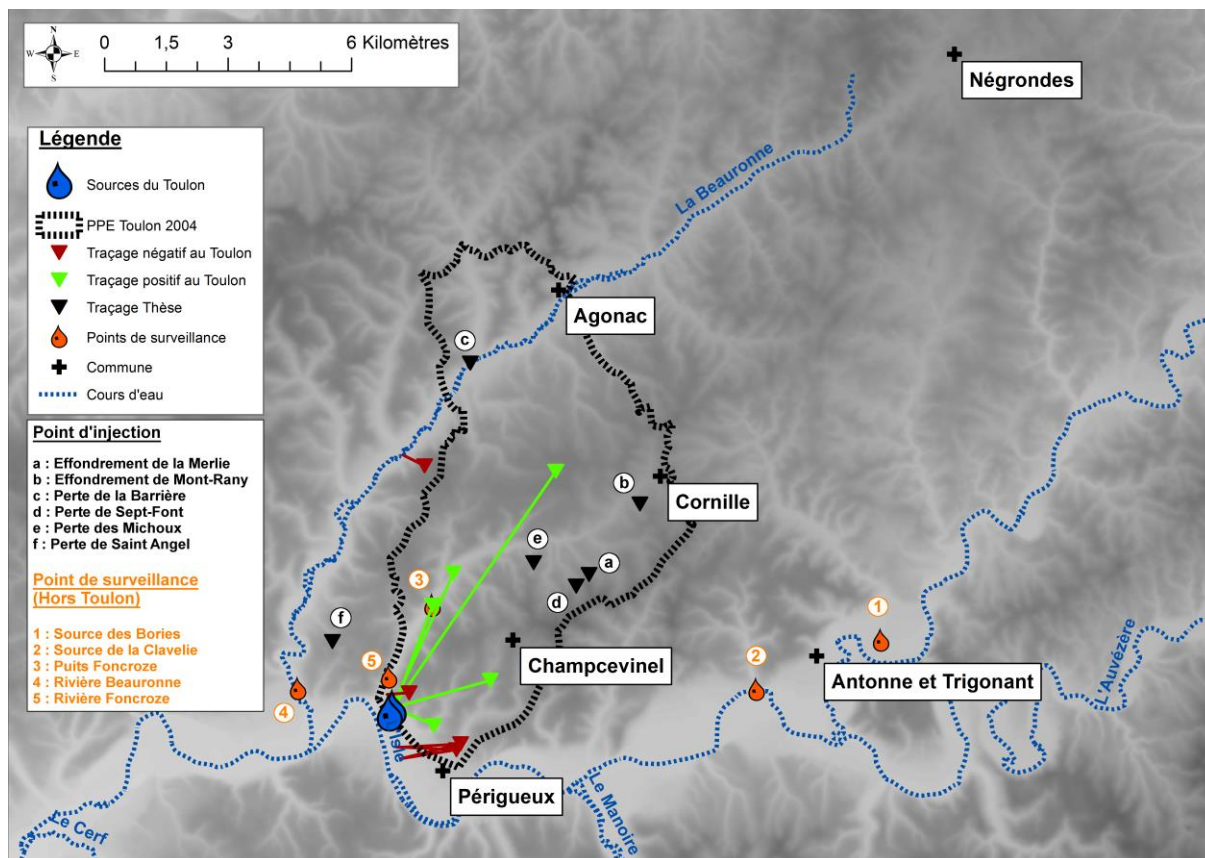 N
W E
S
0 1,5 3 6 Kilomètres
Négrondes
Légende
Sources du Toulon
PPE Toulon 2004
Traçage négatif au Toulon
Traçage positif au Toulon
Traçage Thèse
Points de surveillance
Commune
Cours d'eau
La Beauronne
Agonac
c
Point d'injection
a : Effondrement de la Merlie
b : Effondrement de Mont-Rany
c : Perte de la Barrière
d : Perte de Sept-Font
e : Perte des Michoux
f : Perte de Saint Angel
Point de surveillance
(Hors Toulon)
1 : Source des Bories
2 : Source de la Clavelie
3 : Puits Foncroze
4 : Rivière Beauronne
5 : Rivière Foncroze
b
Cornille
e
a
3
d
f
1
5
Champcevinel
2
Antonne et Trigonant
L'Auvézère
4
Isle
Périgueux
Le Manoire
Le Cerf